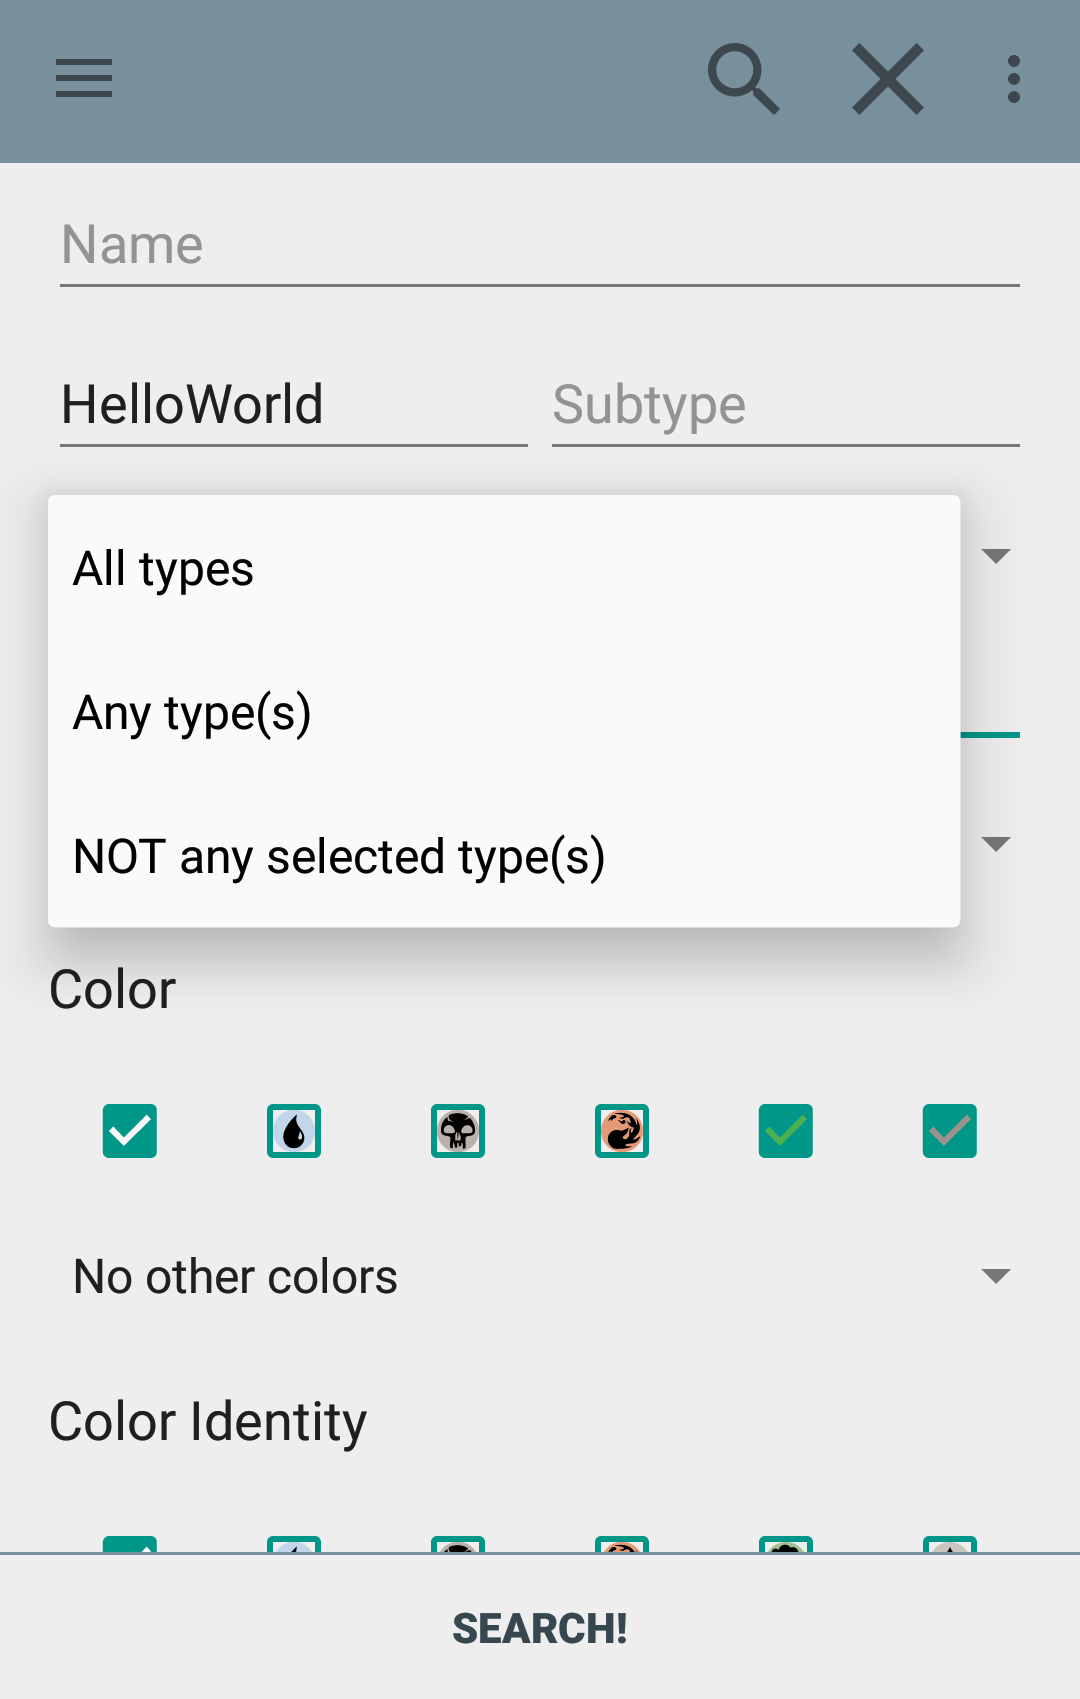 Name
HelloWorld Subtype
All types
Any type(s)
NOT any selected type(s)
Color
No other colors
Color Identity
SEARCH!